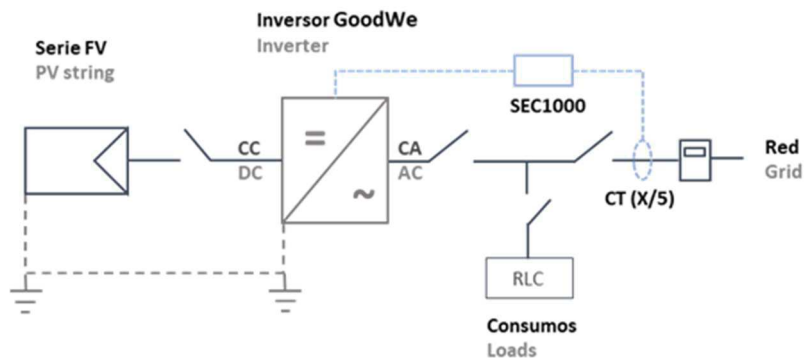 Inversor GoodWe
Inverter
Serie FV
PV string
SEC1000
CC
DC
=
~
CA
AC
CT (X/5)
Red
Grid
RLC
Consumos
Loads